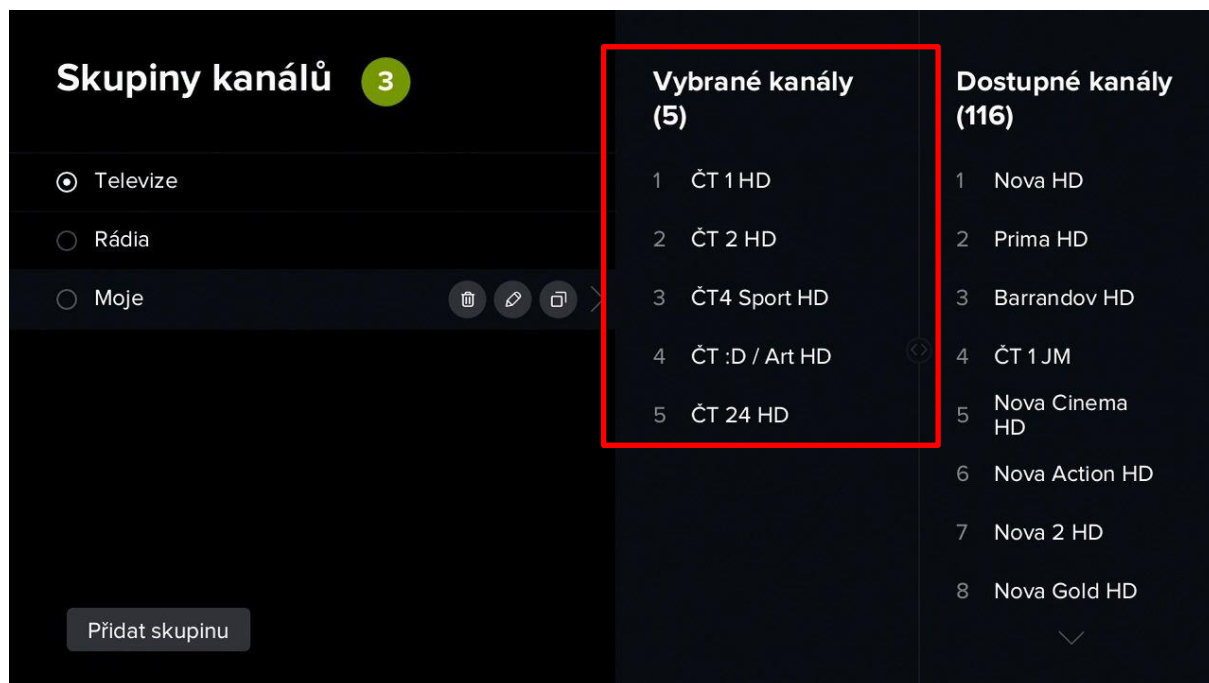 Skupiny kanálů 3
Televize
Rádia
Moje
Přidat skupinu
Vybrané kanály
(5)
1 ČT 1 HD
2 ČT 2 HD
3 ČT4 Sport HD
4 ČT :D / Art HD
5 ČT 24 HD
Dostupné kanály
(116)
1 Nova HD
2 Prima HD
3 Barrandov HD
4 ČT 1 JM
5 Nova Cinema
HD
6 Nova Action HD
7 Nova 2 HD
8 Nova Gold HD